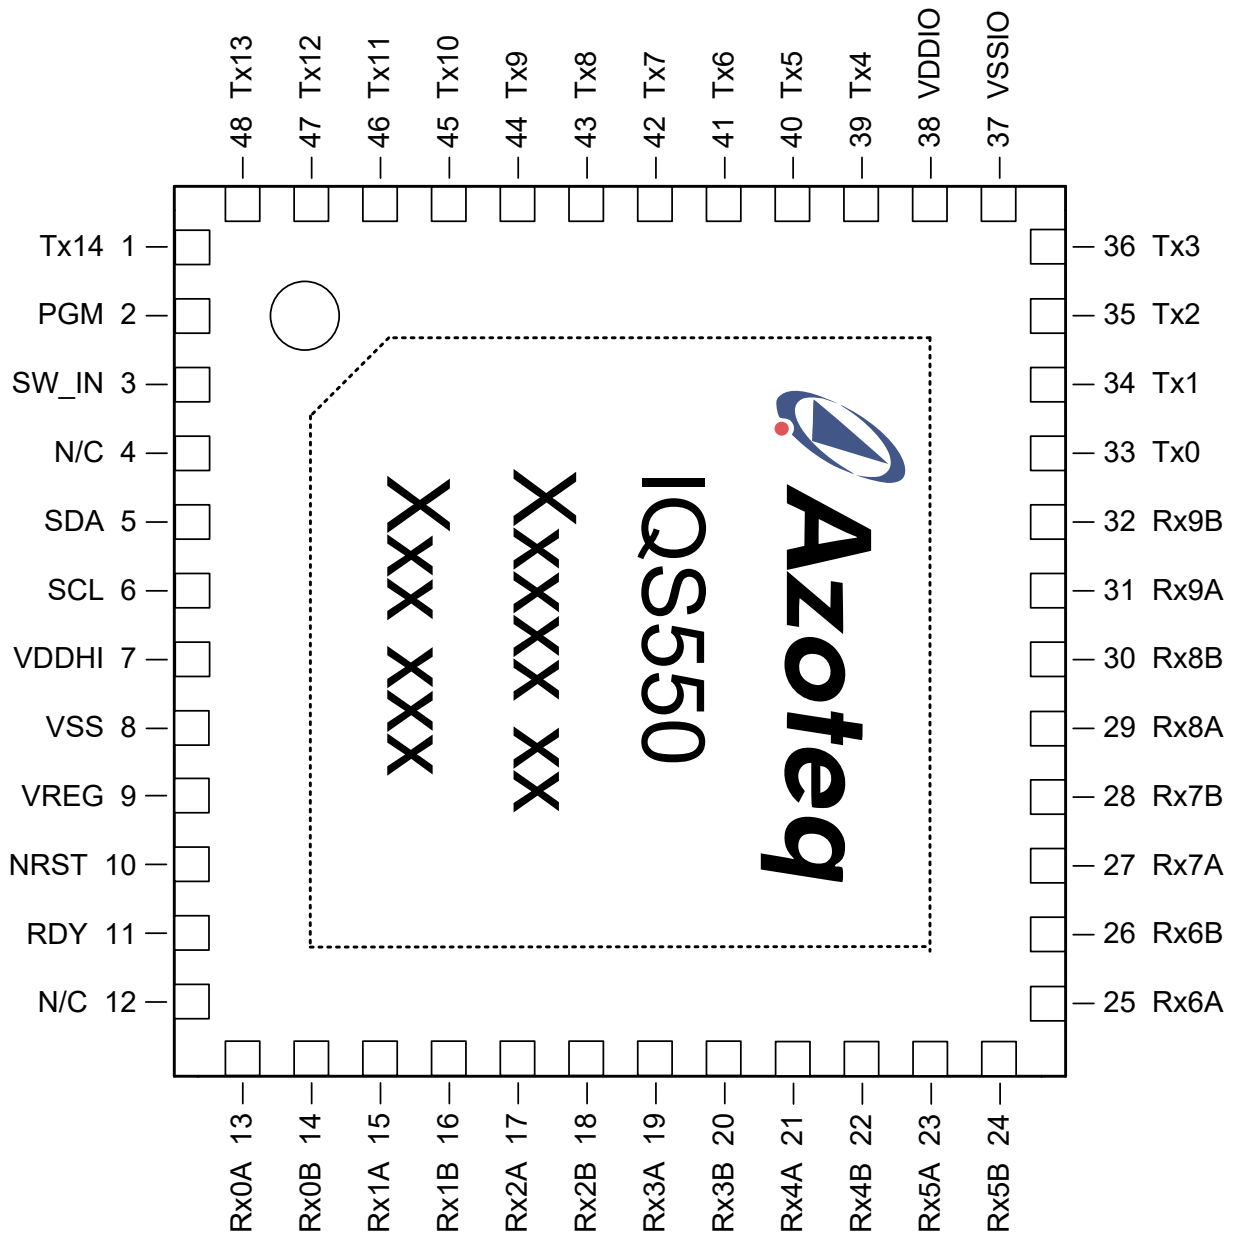 48 Tx13
47 Tx12
46 Tx11
45 Tx10
44 Tx9
43 Tx8
42 Tx7
41 Tx6
40 Tx5
39 Tx4
38 VDDIO
37 VSSIO
Tx14 1
PGM 2
SW_IN 3
N/C 4
SDA 5
SCL 6
VDDHI 7
VSS 8
VREG 9
NRST 10
RDY 11
N/C 12
Azoteq
IQS550
Xxxxx xx
Xxx xxx
36 Tx3
35 Tx2
34 Tx1
33 Tx0
32 Rx9B
31 Rx9A
30 Rx8B
29 Rx8A
28 Rx7B
27 Rx7A
26 Rx6B
25 Rx6A
Rx0A 13
Rx0B 14
Rx1A 15
Rx1B 16
Rx2A 17
Rx2B 18
Rx3A 19
Rx3B 20
Rx4A 21
Rx4B 22
Rx5A 23
Rx5B 24